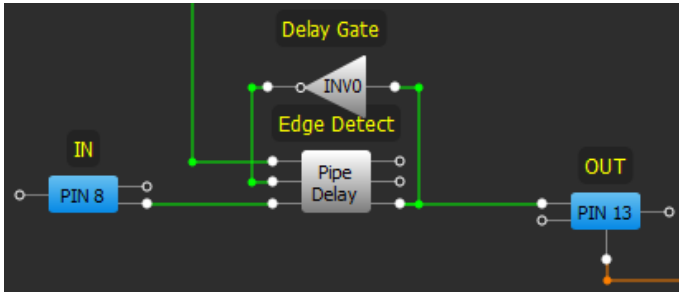 Delay Gate
INV0
Edge Detect
IN
PIN 8
Pipe
Delay
OUT
PIN 13